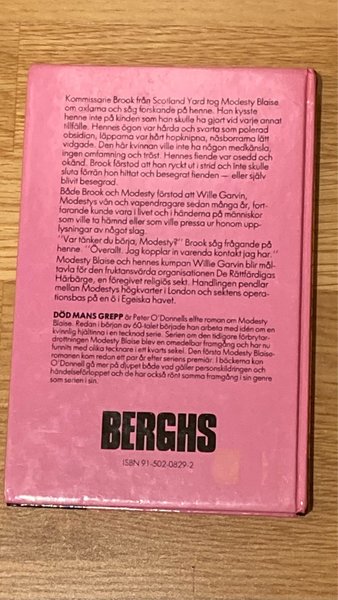 Kommissarie Brook från Scotland Yard tog Modesty Blaise
om axlarna och såg forskande på henne. Han kysste
henne inte på kinden som han skulle ha gjort vid varje annat
tillfälle. Hennes ögon var hårda och svarta som polerad
obsidian, läpparna var hårt hopknipna, näsborrarna lätt
vidgade. Den här kvinnan ville inte ha någon medkänsla,
ingen omfamning och tröst. Hennes fiende var osedd och
okänd. Brook förstod att hon ryckt ut i strid och inte skulle
sluta förrän hon hittat och besegrat fienden — eller själv
blivit besegrad.
Både Brook och Modesty förstod att Willie Garvin,
Modestys vän och vapendragare sedan många år, fort-
farande kunde vara i livet och i händerna på människor
som ville ta hämnd eller som ville pressa ur honom upp-
lysningar av något slag.
"Var tänker du börja, Modesty?" Brook såg frågande på
henne. "Överallt. Jag kopplar in varenda kontakt jag har."
Modesty Blaise och hennes kumpan Willie Garvin blir mål-
tavla för den fruktansvärda organisationen De Rättfärdigas
Härbärge, en föregivet religiös sekt. Handlingen pendlar
mellan Modestys högkvarter i London och sektens opera-
tionsbas på en ö i Egeiska havet.
DÖD MANS GREPP är Peter O'Donnells elfte roman om Modesty
Blaise. Redan i början av 60-talet började han arbeta med idén om en
kvinnlig hjältinna i en tecknad serie. Serien om den tidigare förbrytar-
drottningen Modesty Blaise blev en omedelbar framgång och har nu
funnits med olika tecknare i ett kvarts sekel. Den första Modesty Blaise-
romanen kom redan ett par år efter seriens premiär. I böckerna kan
O'Donnell gå mer på djupet både vad gäller personskildringen och
händelseförloppet och de har också rönt samma framgång i sin genre
som serien i sin.
BERGHS
ISBN 91-502-0829-2